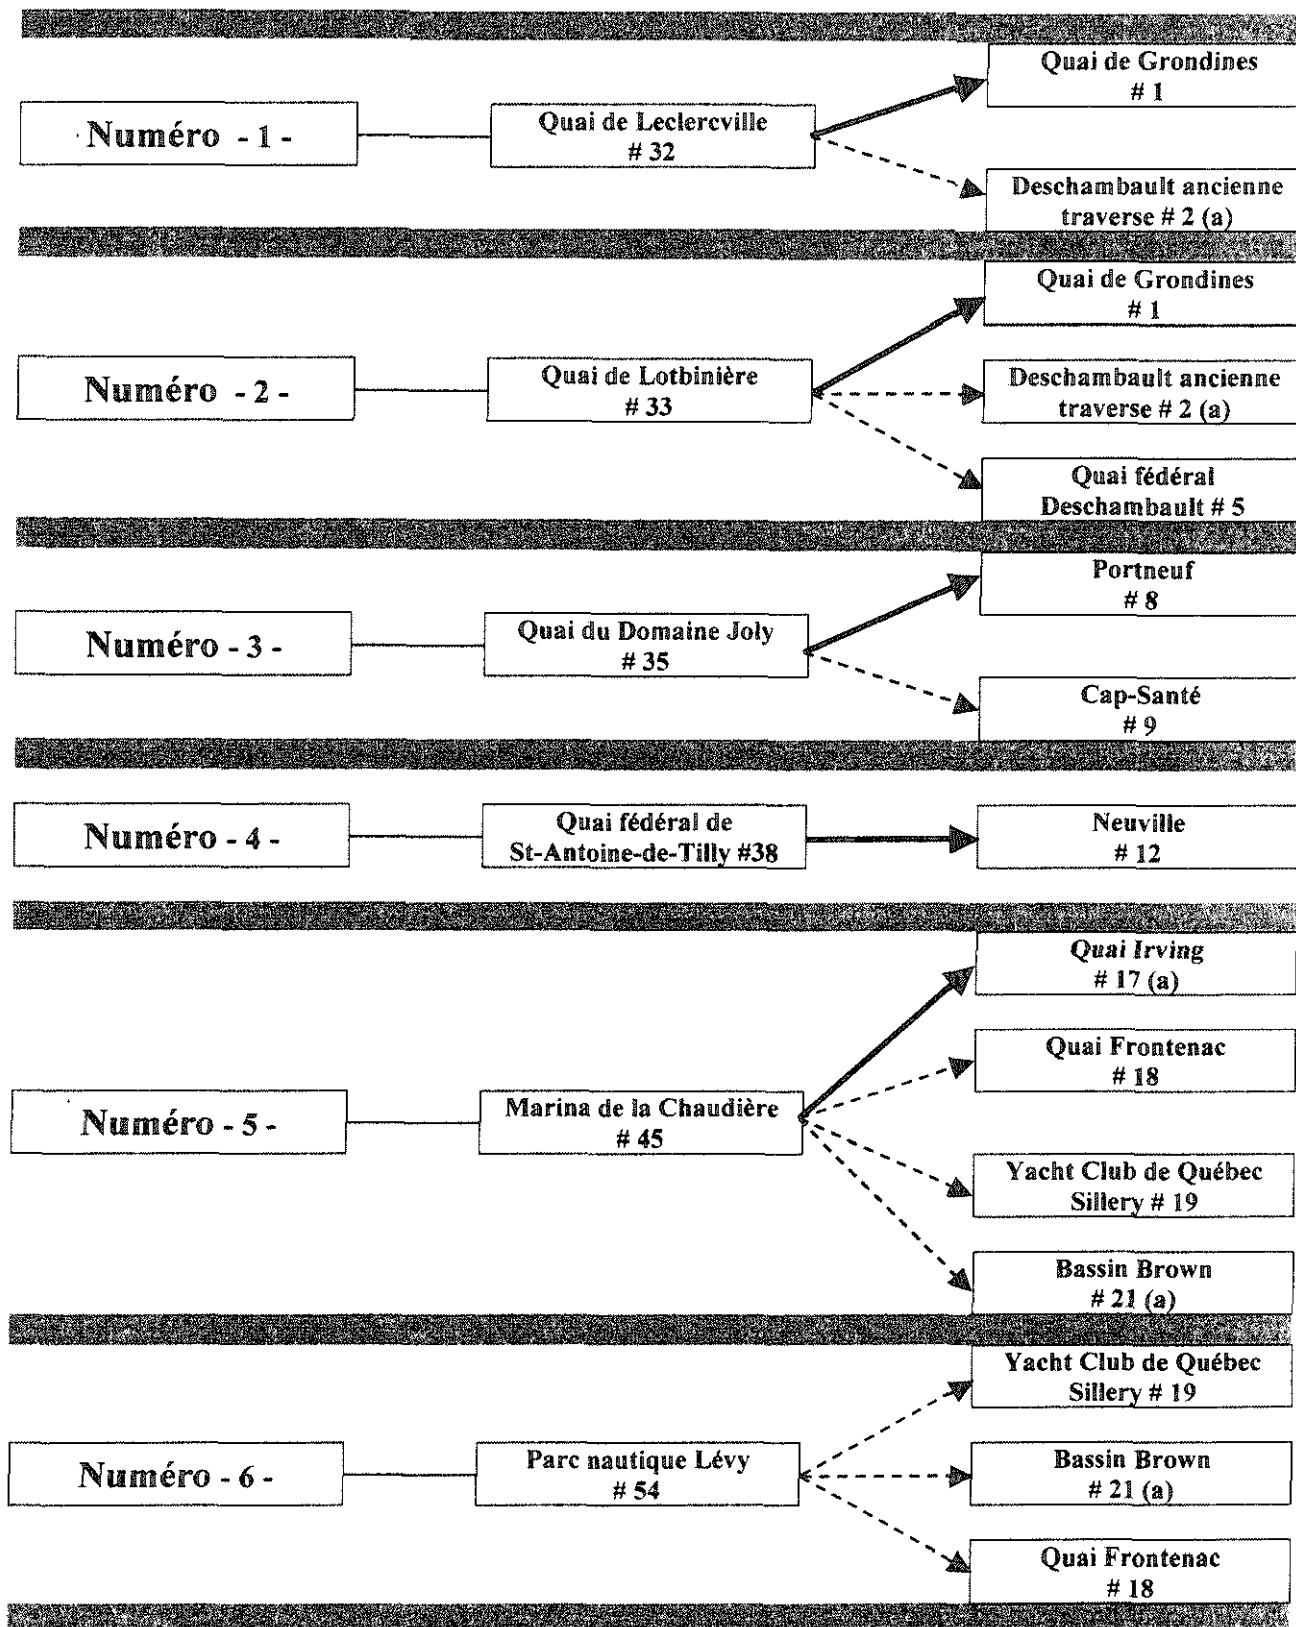 Quai de Grondines
# 1
Numéro - 1 -
Quai de Leclercville
# 32
Deschambault ancienne
traverse # 2 (a)
Quai de Grondines
# 1
Numéro - 2 -
Quai de Lotbinière
# 33
Deschambault ancienne
traverse # 2 (a)
Quai fédéral
Deschambault # 5
Portneuf
# 8
Numéro - 3 -
Quai du Domaine Joly
# 35
Cap-Santé
# 9
Numéro - 4 -
Quai fédéral de
St-Antoine-de-Tilly #38
Neuville
# 12
Quai Irving
# 17 (a)
Quai Frontenac
# 18
Numéro - 5 -
Marina de la Chaudière
# 45
Yacht Club de Québec
Sillery # 19
Bassin Brown
# 21 (a)
Yacht Club de Québec
Sillery # 19
Numéro - 6 -
Parc nautique Lévy
# 54
Bassin Brown
# 21 (a)
Quai Frontenac
# 18